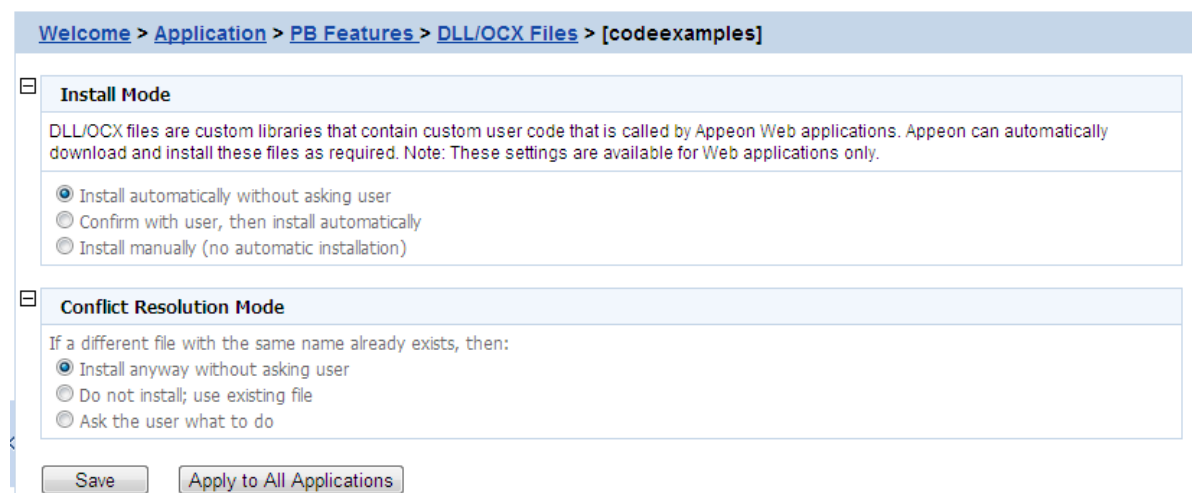 Welcome > Application > PB Features > DLL/OCX Files > [codeexamples]
Install Mode
DLL/OCX files are custom libraries that contain custom user code that is called by Appeon Web applications. Appeon can automatically
download and install these files as required. Note: These settings are available for Web applications only.
Install automatically without asking user
Confirm with user, then install automatically
Install manually (no automatic installation)
Conflict Resolution Mode
If a different file with the same name already exists, then:
Install anyway without asking user
Do not install; use existing file
Ask the user what to do
Save Apply to All Applications